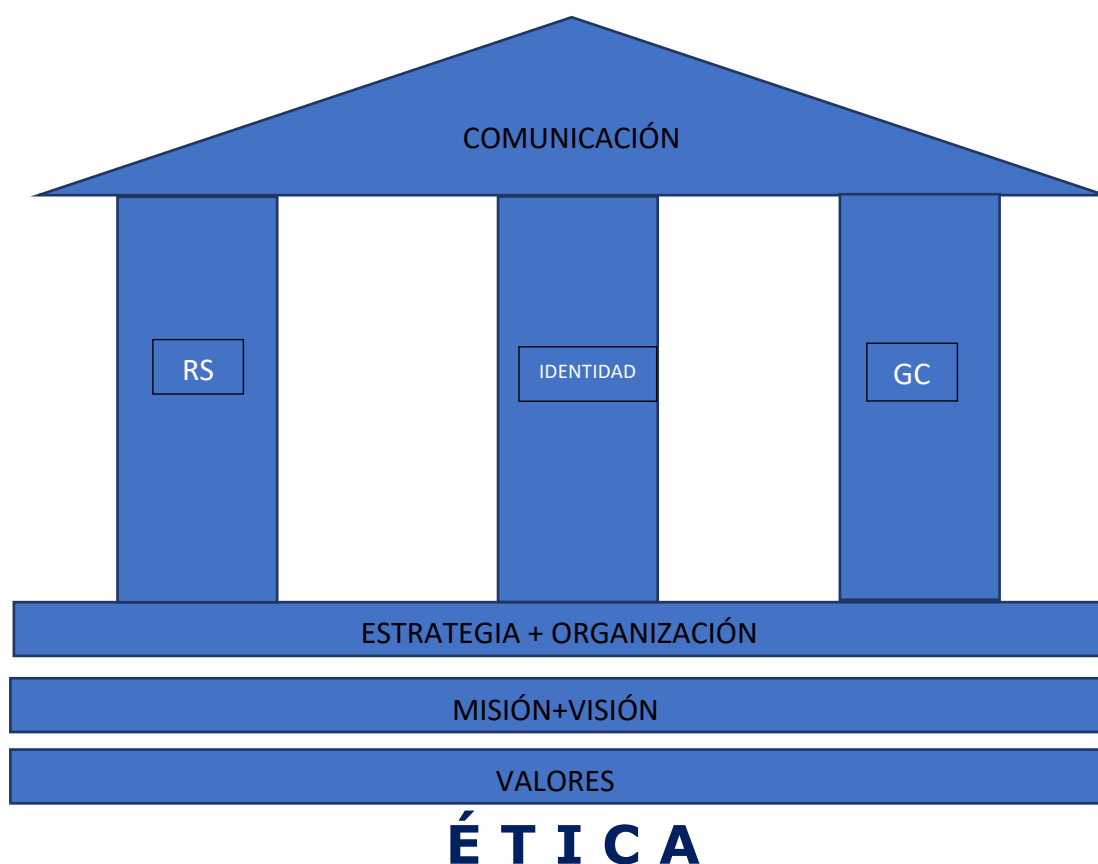 COMUNICACIÓN
RS
IDENTIDAD
GC
ESTRATEGIA + ORGANIZACIÓN
MISIÓN+VISIÓN
VALORES
É T I C A